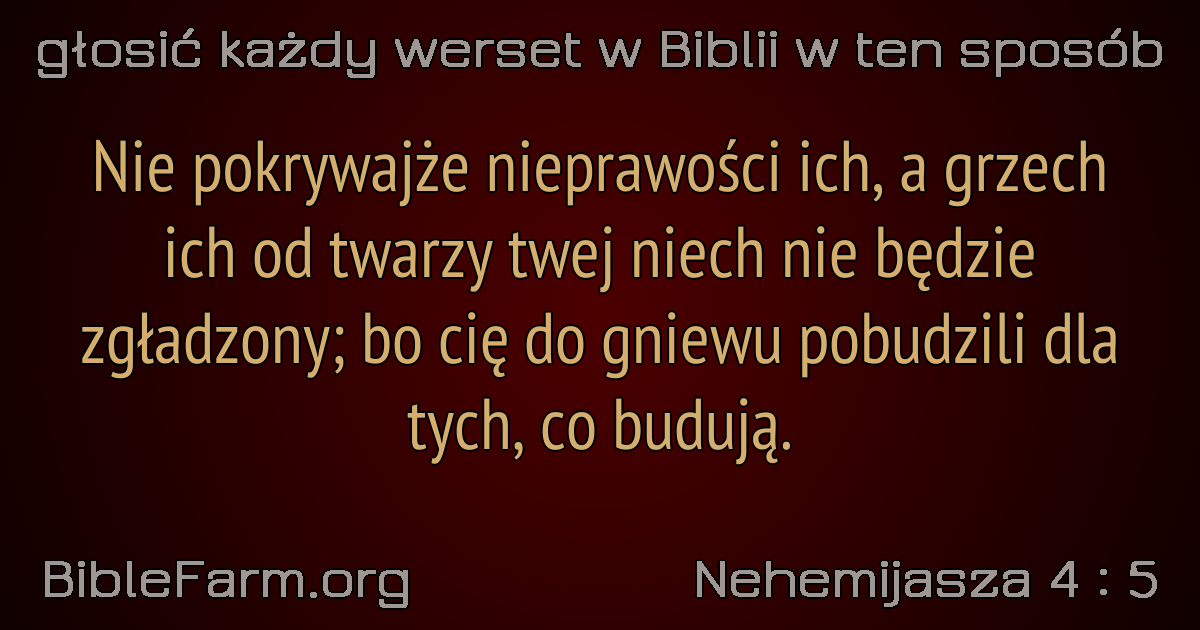 głosić każdy werset w Biblii w ten sposób
Nie pokrywajże nieprawości ich, a grzech
ich od twarzy twej niech nie będzie
zgładzony; bo cię do gniewu pobudzili dla
tych, co budują.
BibleFarm.org
Nehemijasza 4 : 5